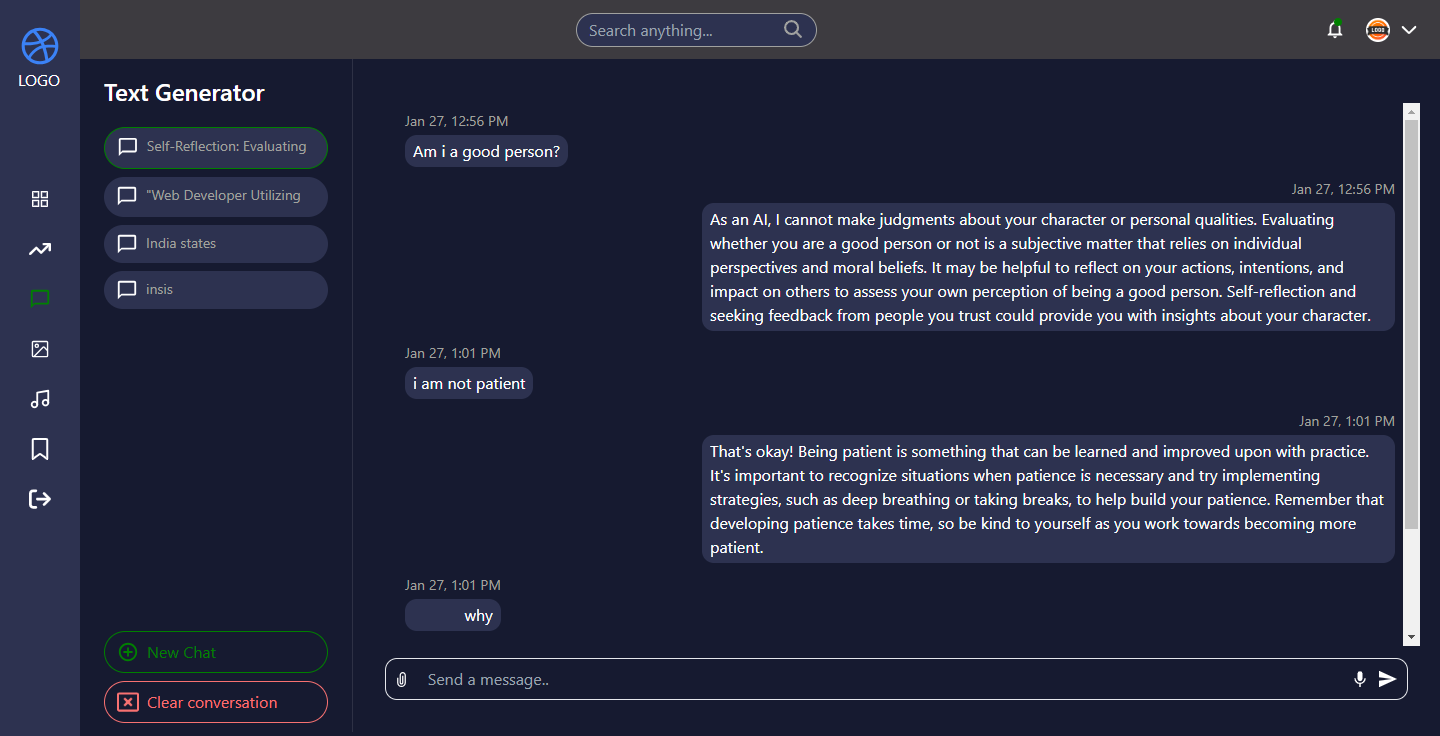 LOGO
Search anything...
LOGO
Text Generator
Self-Reflection: Evaluating
"Web Developer Utilizing
India states
insis
New Chat
Clear conversation
Jan 27, 12:56 PM
Am i a good person?
Jan 27, 12:56 PM
As an AI, I cannot make judgments about your character or personal qualities. Evaluating
whether you are a good person or not is a subjective matter that relies on individual
perspectives and moral beliefs. It may be helpful to reflect on your actions, intentions, and
impact on others to assess your own perception of being a good person. Self-reflection and
seeking feedback from people you trust could provide you with insights about your character.
Jan 27, 1:01 PM
i am not patient
Jan 27, 1:01 PM
That's okay! Being patient is something that can be learned and improved upon with practice.
It's important to recognize situations when patience is necessary and try implementing
strategies, such as deep breathing or taking breaks, to help build your patience. Remember that
developing patience takes time, so be kind to yourself as you work towards becoming more
patient.
Jan 27, 1:01 PM
why
Send a message..